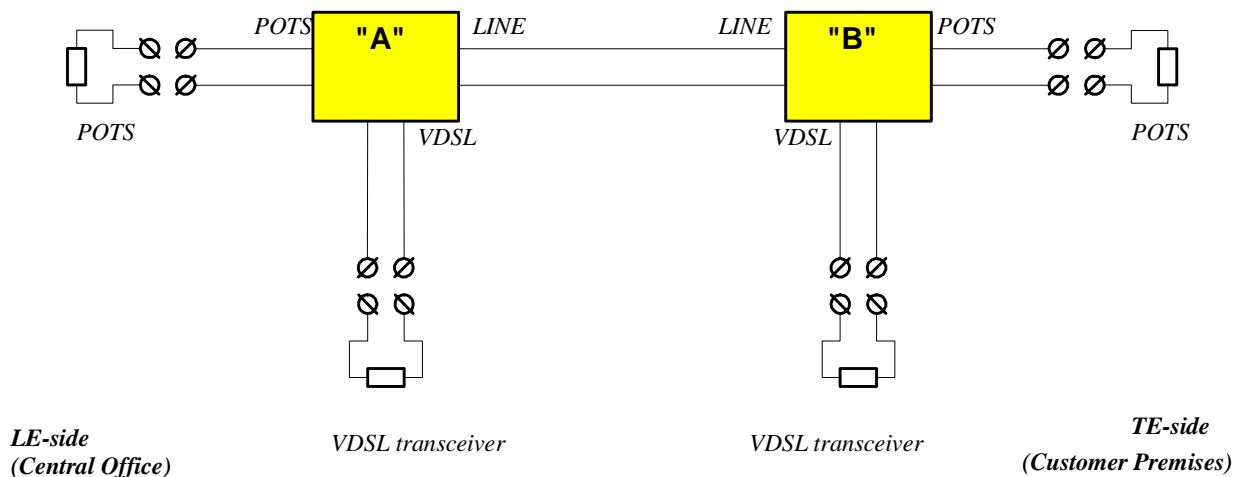 POTS "A" LINE LINE "B" POTS
POTS VDSL VDSL POTS
LE-side VDSL transceiver VDSL transceiver TE-side
(Central Office) (Customer Premises)